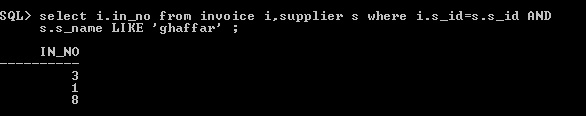 SQL> select i.in_no from invoice i,supplier s where i.s_id=s.s_id AND
s.s_name LIKE 'ghaffar' ;
IN_NO
----------
3
1
8